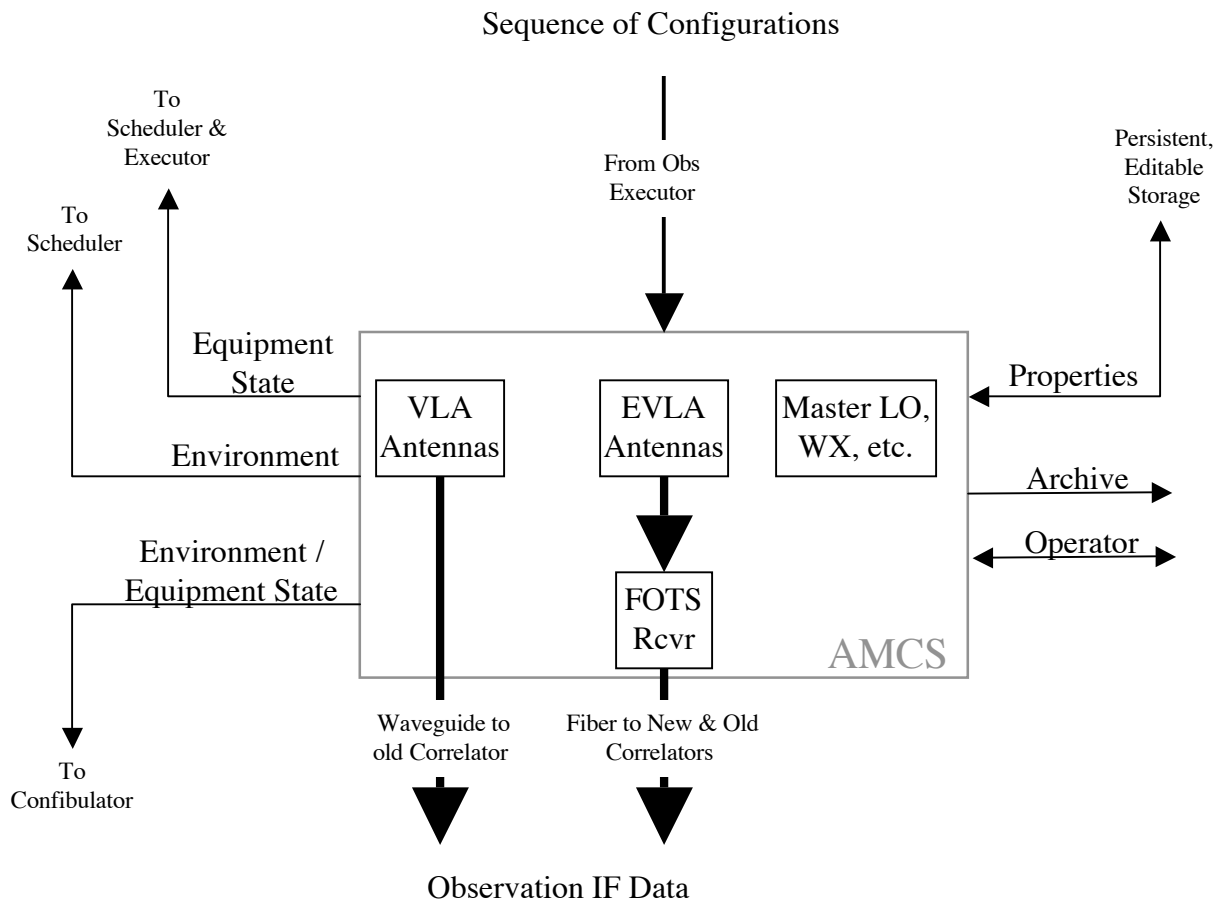 Sequence of Configurations
To
Scheduler &
Executor
From Obs
Executor
Persistent,
Editable
Storage
To
Scheduler
Equipment
State
Environment
Environment /
Equipment State
VLA
Antennas
EVLA
Antennas
Master LO,
WX, etc.
Properties
Archive
Operator
FOTS
Rcvr
AMCS
Waveguide to
old Correlator
Fiber to New & Old
Correlators
To
Confibulator
Observation IF Data